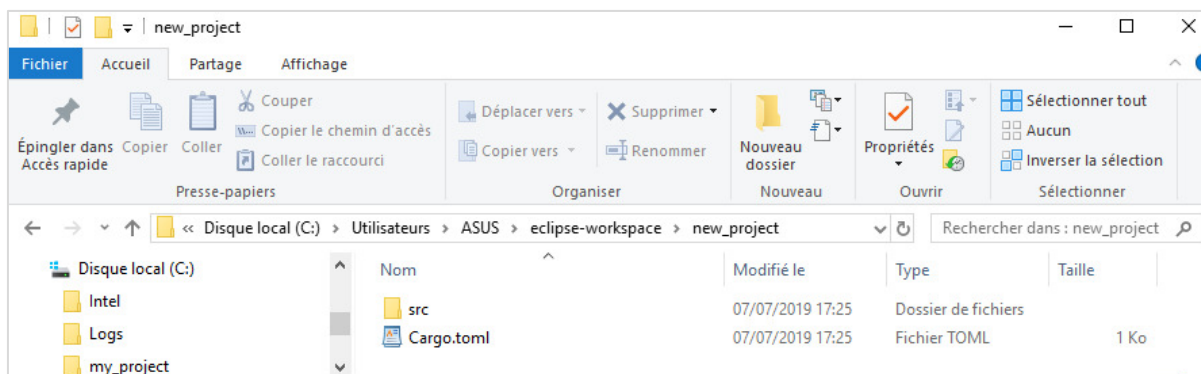 new_project
Fichier Accueil Partage Affichage
Épingler dans Accès rapide
Copier
Coller
Couper
Copier le chemin d'accès
Coller le raccourci
Presse-papiers
Déplacer vers
Copier vers
Supprimer
Renommer
Organiser
Nouveau dossier
Nouveau
Propriétés
Ouvrir
Sélectionner tout
Aucun
Inverser la sélection
Sélectionner
« Disque local (C:) > Utilisateurs > ASUS > eclipse-workspace > new_project
Rechercher dans : new_project
Disque local (C:)
Intel
Logs
my_project
Nom Modifié le Type Taille
src 07/07/2019 17:25 Dossier de fichiers
Cargo.toml 07/07/2019 17:25 Fichier TOML 1 Ko